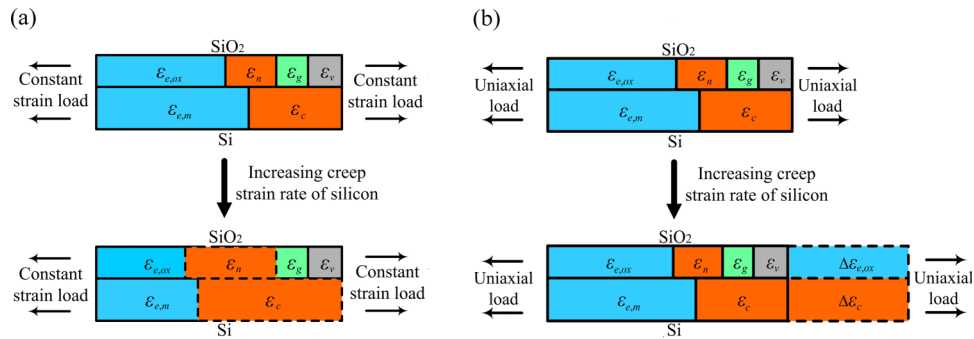 (a)
SiO₂
Constant
strain load
εe,ox εn εg εv
εe,m εc
Constant
strain load
Si
Increasing creep
strain rate of silicon
SiO₂
Constant
strain load
εe,ox εn εg εv
εe,m εc
Constant
strain load
Si
(b)
SiO₂
Uniaxial
load
εe,ox εn εg εv
εe,m εc
Uniaxial
load
Si
Increasing creep
strain rate of silicon
SiO₂
Uniaxial
load
εe,ox εn εg εv Δεe,ox
εe,m εc Δεc
Uniaxial
load
Si